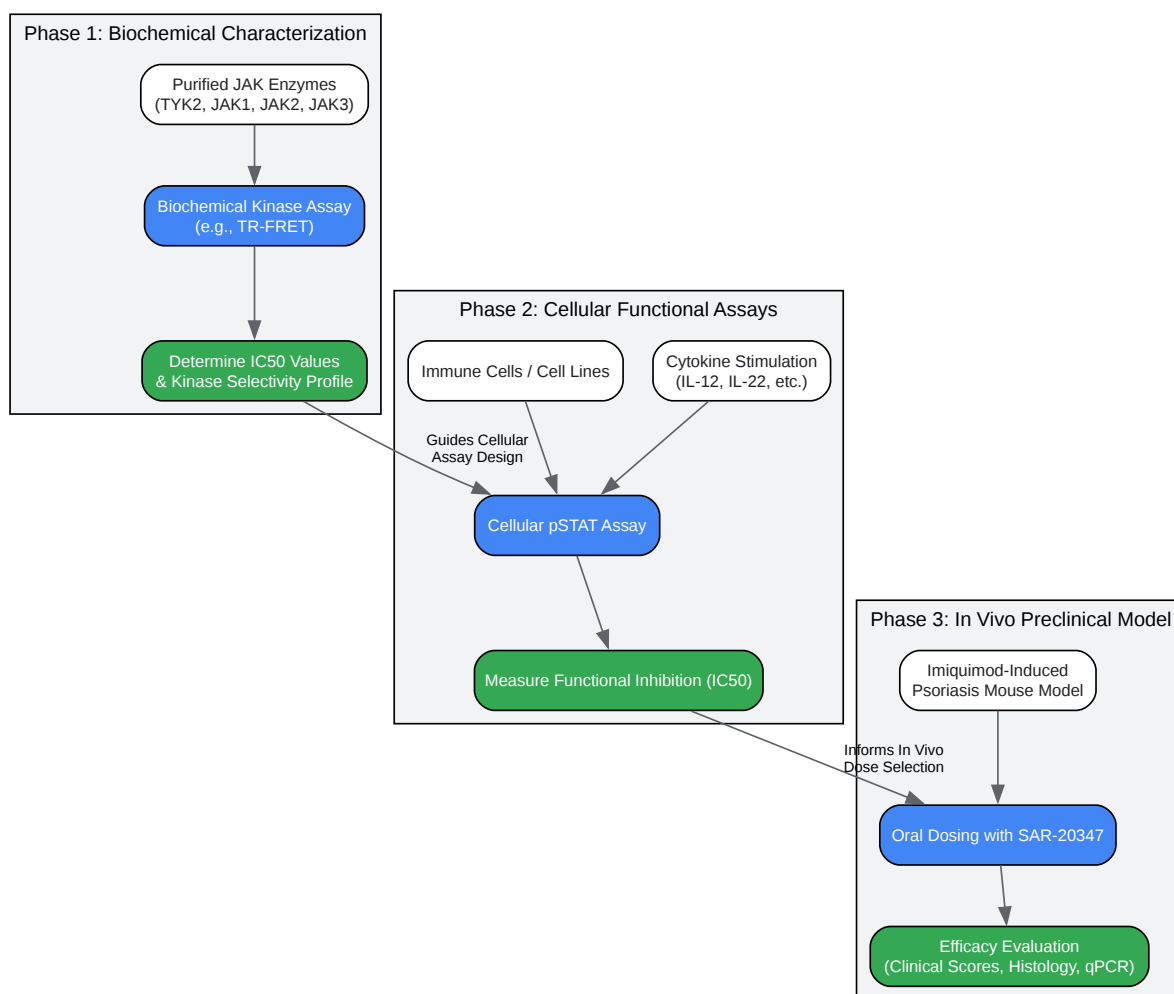 Phase 1: Biochemical Characterization
Purified JAK Enzymes
(TYK2, JAK1, JAK2, JAK3)
Biochemical Kinase Assay
(e.g., TR-FRET)
Determine IC50 Values
& Kinase Selectivity Profile
Phase 2: Cellular Functional Assays
Immune Cells / Cell Lines
Cytokine Stimulation
(IL-12, IL-22, etc.)
Guides Cellular
Assay Design
Cellular pSTAT Assay
Measure Functional Inhibition (IC50)
Phase 3: In Vivo Preclinical Model
Imiquimod-Induced
Psoriasis Mouse Model
Informs In Vivo
Dose Selection
Oral Dosing with SAR-20347
Efficacy Evaluation
(Clinical Scores, Histology, qPCR)